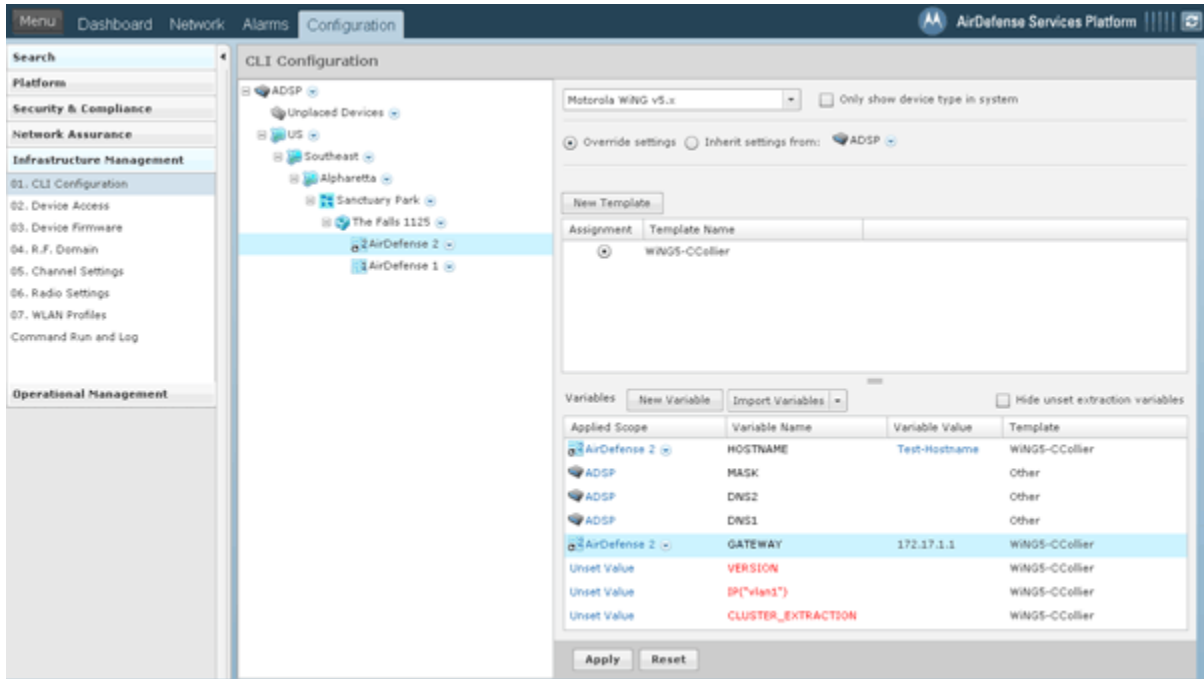 Menu Dashboard Network Alarms Configuration AirDefense Services Platform
Search
Platform
Security & Compliance
Network Assurance
Infrastructure Management
01. CLI Configuration
02. Device Access
03. Device Firmware
04. R.F. Domain
05. Channel Settings
06. Radio Settings
07. WLAN Profiles
Command Run and Log
Operational Management
CLI Configuration
ADSP
Unplaced Devices
US
Southeast
Alpharetta
Sanctuary Park
The Falls 1125
AirDefense 2
AirDefense 1
Motorola WiNG v5.x Only show device type in system
Override settings Inherit settings from: ADSP
New Template
Assignment Template Name
WiNG5-CCollier
Variables New Variable Import Variables Hide unset extraction variables
Applied Scope Variable Name Variable Value Template
AirDefense 2 HOSTNAME Test-Hostname WiNG5-CCollier
ADSP MASK Other
ADSP DNS2 Other
ADSP DNS1 Other
AirDefense 2 GATEWAY 172.17.1.1 WiNG5-CCollier
Unset Value VERSION WiNG5-CCollier
Unset Value IP("vlan1") WiNG5-CCollier
Unset Value CLUSTER_EXTRACTION WiNG5-CCollier
Apply Reset